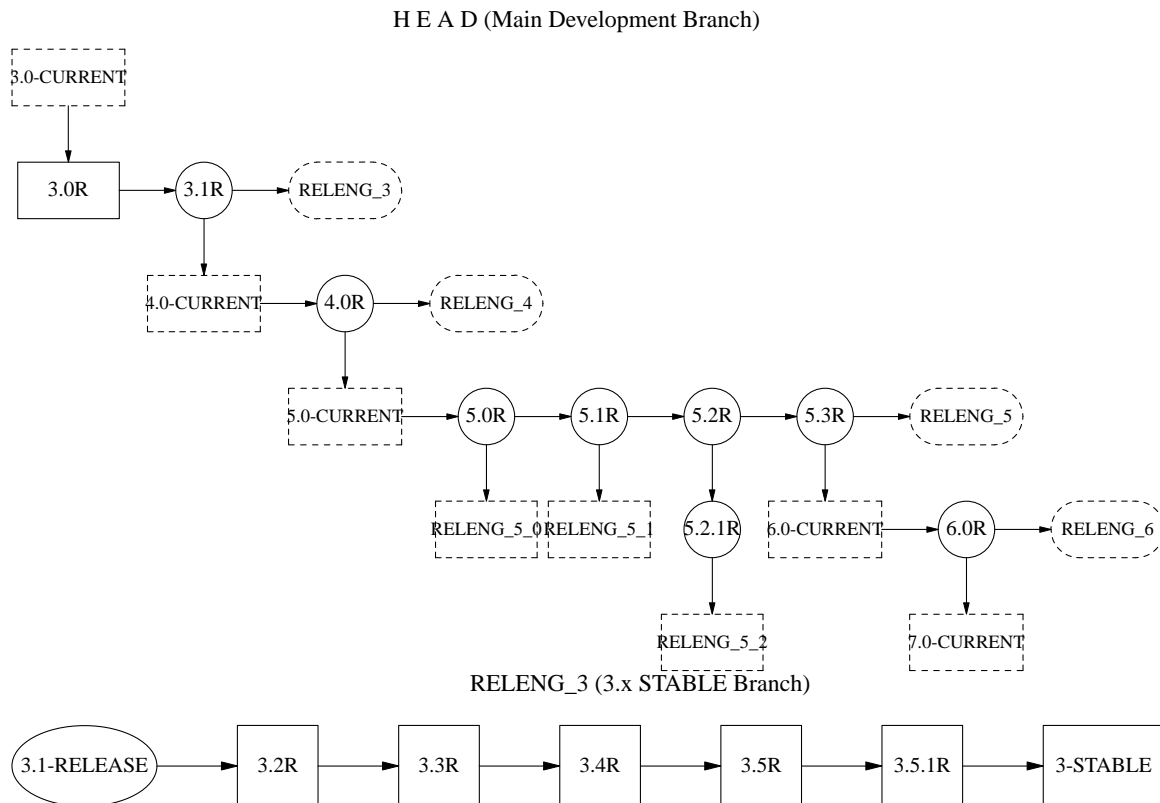 H E A D (Main Development Branch)
3.0-CURRENT
3.0R 3.1R RELENG_3
4.0-CURRENT 4.0R RELENG_4
5.0-CURRENT 5.0R 5.1R 5.2R 5.3R RELENG_5
RELENG_5_0 RELENG_5_1 5.2.1R 6.0-CURRENT 6.0R RELENG_6
RELENG_5_2 7.0-CURRENT
RELENG_3 (3.x STABLE Branch)
3.1-RELEASE 3.2R 3.3R 3.4R 3.5R 3.5.1R 3-STABLE